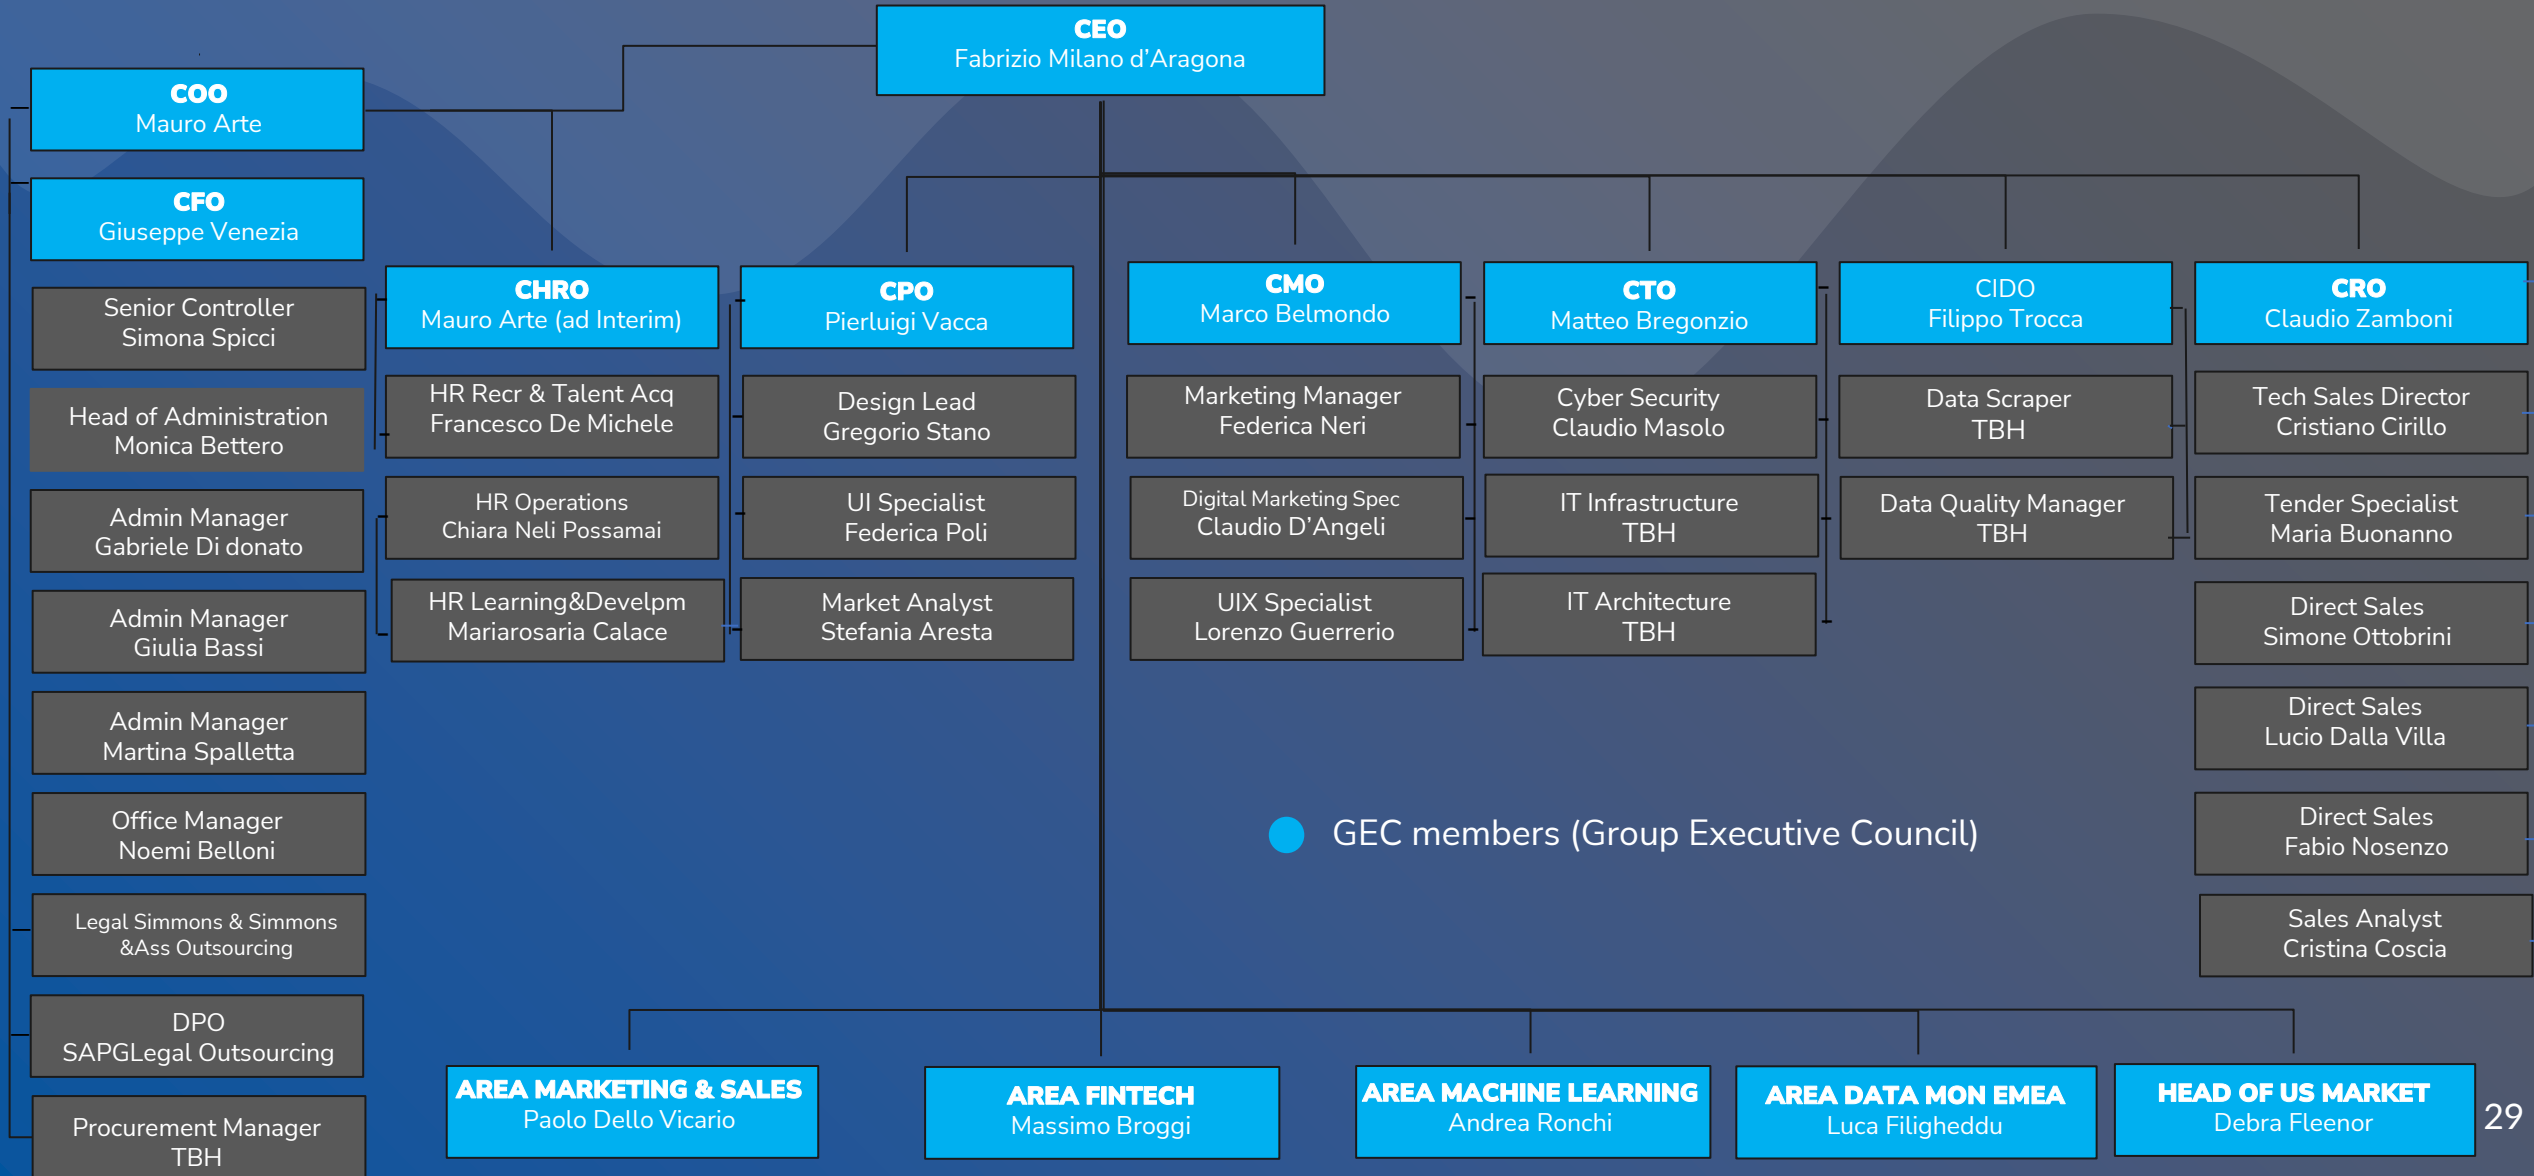 CEO
Fabrizio Milano d'Aragona
COO
Mauro Arte
CFO
Giuseppe Venezia
Senior Controller
Simona Spicci
Head of Administration
Monica Bettero
Admin Manager
Gabriele Di donato
Admin Manager
Giulia Bassi
Admin Manager
Martina Spalletta
Office Manager
Noemi Belloni
Legal Simmons & Simmons
&Ass Outsourcing
DPO
SAPGLegal Outsourcing
Procurement Manager
TBH
CHRO
Mauro Arte (ad Interim)
HR Recr & Talent Acq
Francesco De Michele
HR Operations
Chiara Neli Possamai
HR Learning&Develpm
Mariarosaria Calace
CPO
Pierluigi Vacca
Design Lead
Gregorio Stano
UI Specialist
Federica Poli
Market Analyst
Stefania Aresta
CMO
Marco Belmondo
Marketing Manager
Federica Neri
Digital Marketing Spec
Claudio D'Angeli
UIX Specialist
Lorenzo Guerrerio
CTO
Matteo Bregonzio
Cyber Security
Claudio Masolo
IT Infrastructure
TBH
IT Architecture
TBH
CIDO
Filippo Trocca
Data Scraper
TBH
Data Quality Manager
TBH
CRO
Claudio Zamboni
Tech Sales Director
Cristiano Cirillo
Tender Specialist
Maria Buonanno
Direct Sales
Simone Ottobrini
Direct Sales
Lucio Dalla Villa
Direct Sales
Fabio Nosenzo
Sales Analyst
Cristina Coscia
GEC members (Group Executive Council)
AREA MARKETING & SALES
Paolo Dello Vicario
AREA FINTECH
Massimo Broggi
AREA MACHINE LEARNING
Andrea Ronchi
AREA DATA MON EMEA
Luca Filigheddu
HEAD OF US MARKET
Debra Fleenor
29